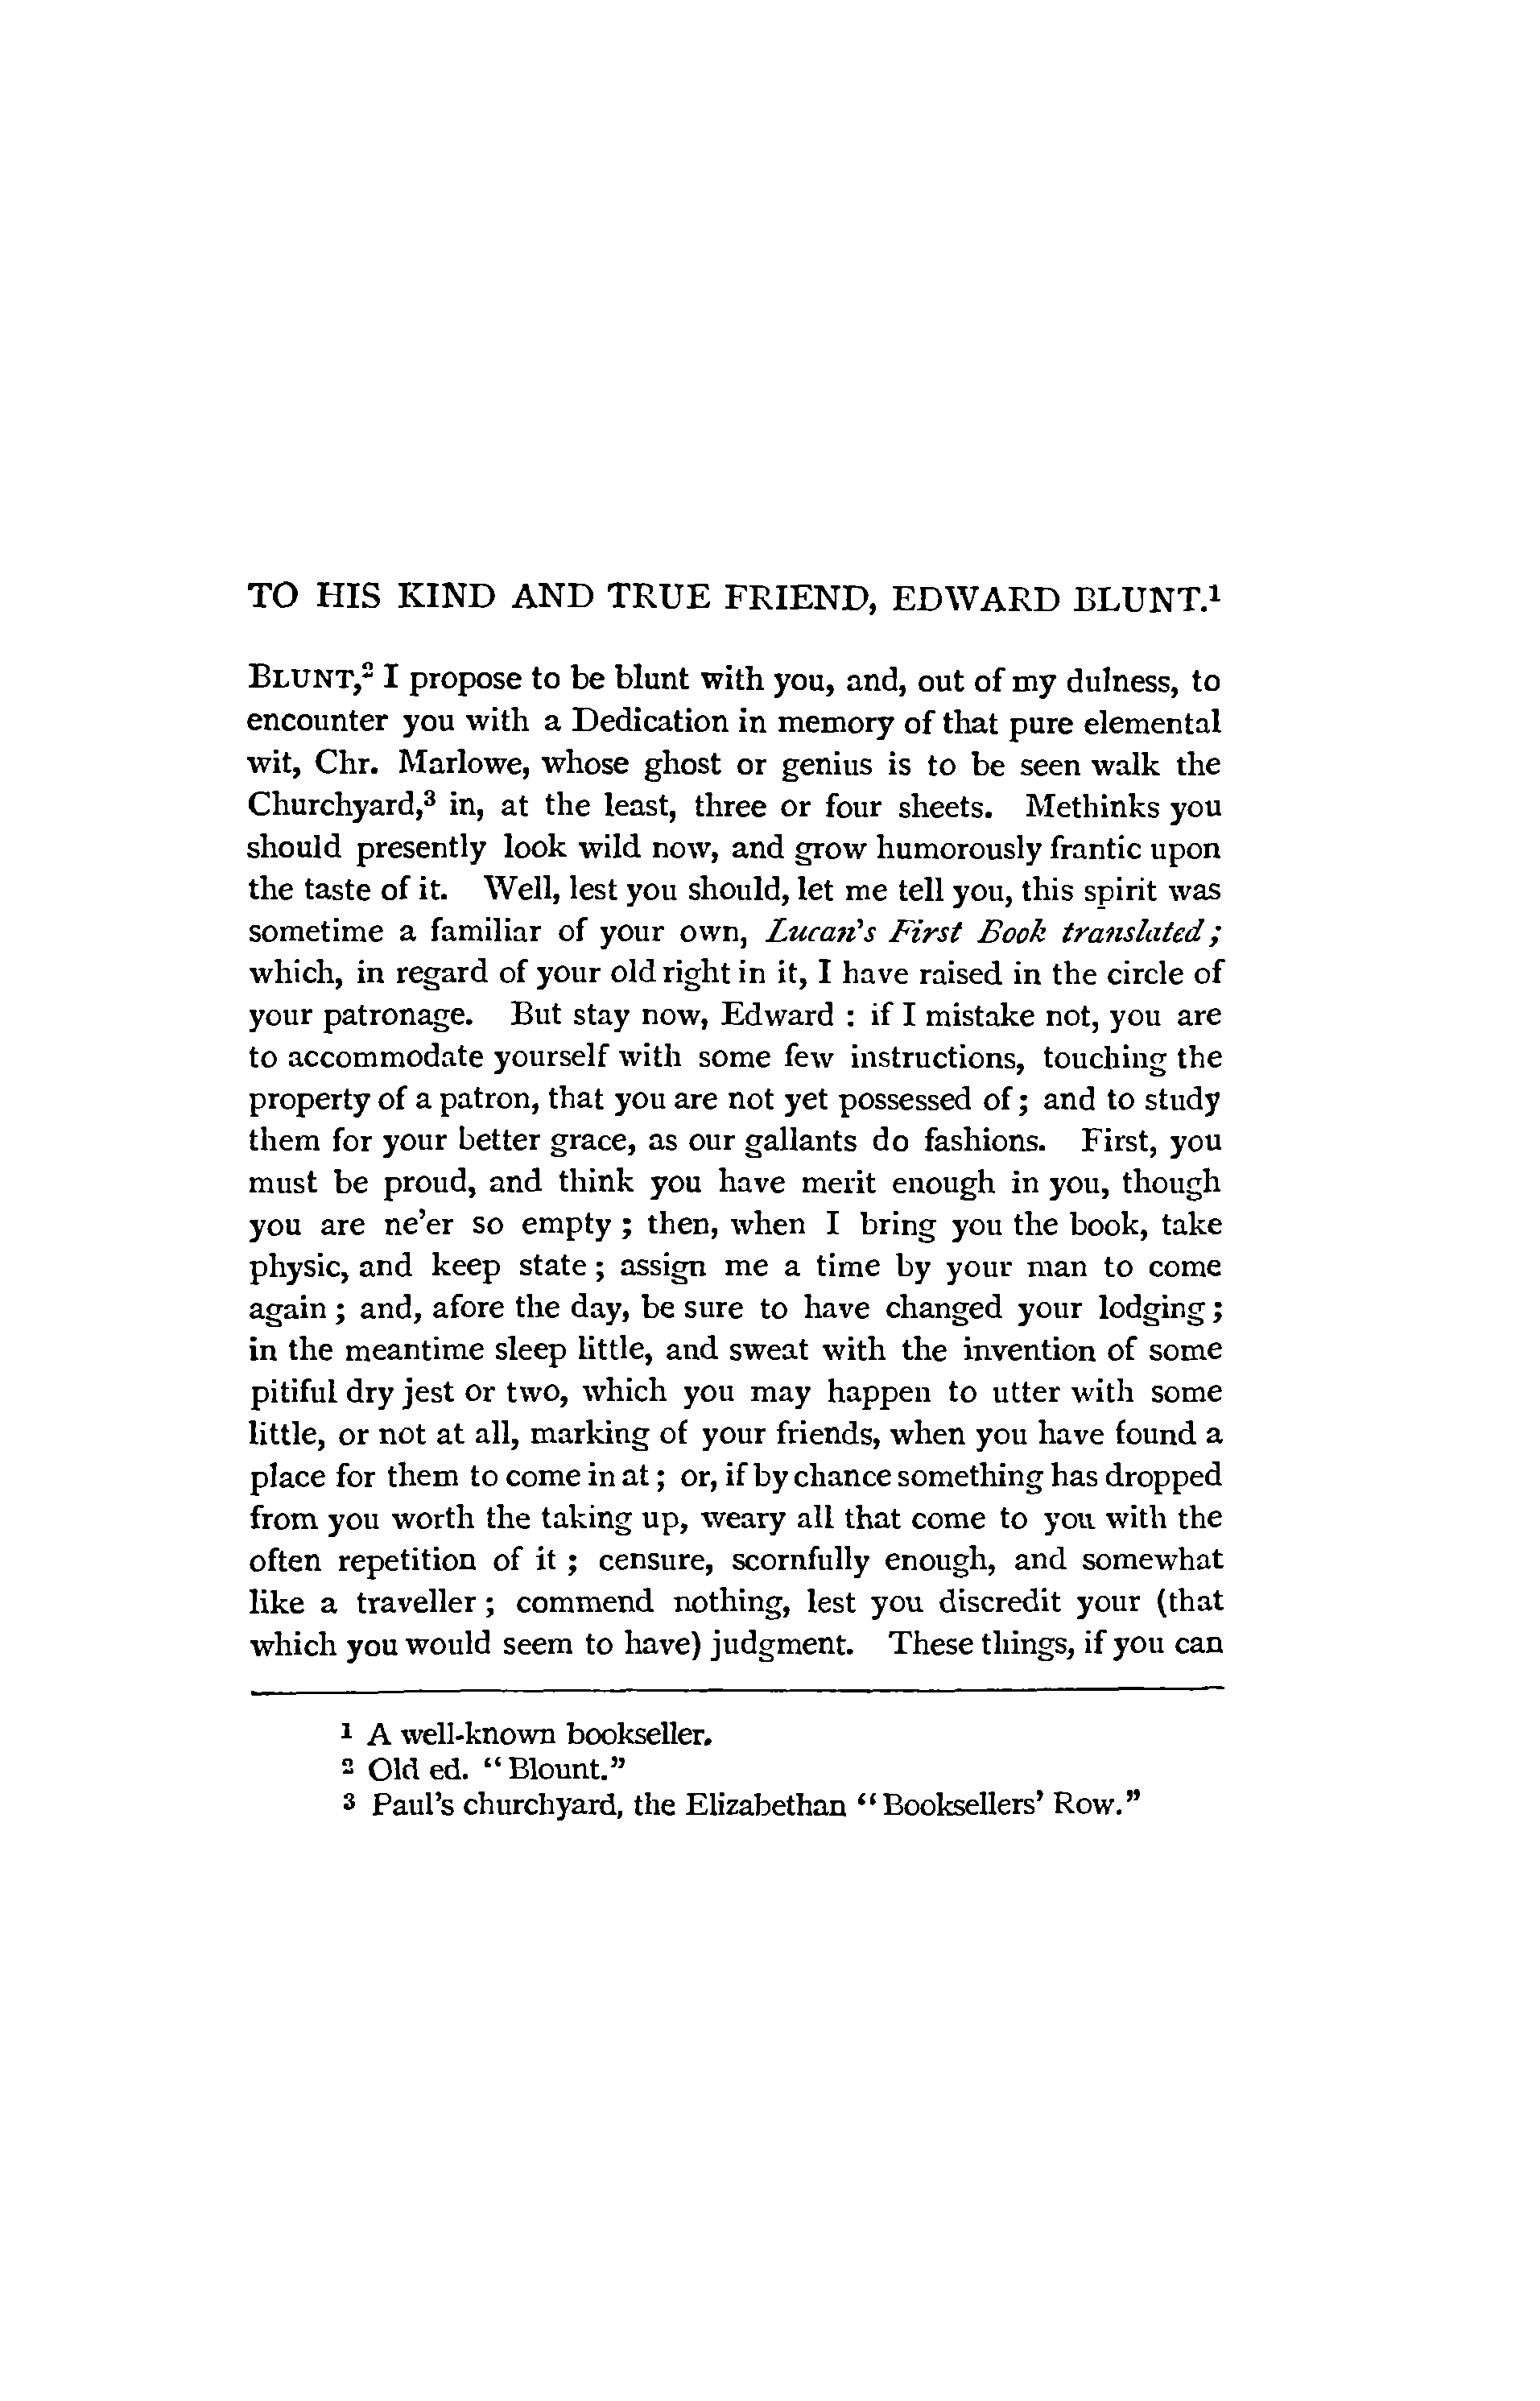 TO HIS KIND AND TRUE FRIEND, EDWARD BLUNT.¹
BLUNT,² I propose to be blunt with you, and, out of my dulness, to
encounter you with a Dedication in memory of that pure elemental
wit, Chr. Marlowe, whose ghost or genius is to be seen walk the
Churchyard,³ in, at the least, three or four sheets. Methinks you
should presently look wild now, and grow humorously frantic upon
the taste of it. Well, lest you should, let me tell you, this spirit was
sometime a familiar of your own, Lucan's First Book translated;
which, in regard of your old right in it, I have raised in the circle of
your patronage. But stay now, Edward : if I mistake not, you are
to accommodate yourself with some few instructions, touching the
property of a patron, that you are not yet possessed of; and to study
them for your better grace, as our gallants do fashions. First, you
must be proud, and think you have merit enough in you, though
you are ne'er so empty ; then, when I bring you the book, take
physic, and keep state ; assign me a time by your man to come
again ; and, afore the day, be sure to have changed your lodging ;
in the meantime sleep little, and sweat with the invention of some
pitiful dry jest or two, which you may happen to utter with some
little, or not at all, marking of your friends, when you have found a
place for them to come in at ; or, if by chance something has dropped
from you worth the taking up, weary all that come to you with the
often repetition of it ; censure, scornfully enough, and somewhat
like a traveller ; commend nothing, lest you discredit your (that
which you would seem to have) judgment. These things, if you can
¹ A well-known bookseller.
² Old ed. "Blount."
³ Paul's churchyard, the Elizabethan "Booksellers' Row."